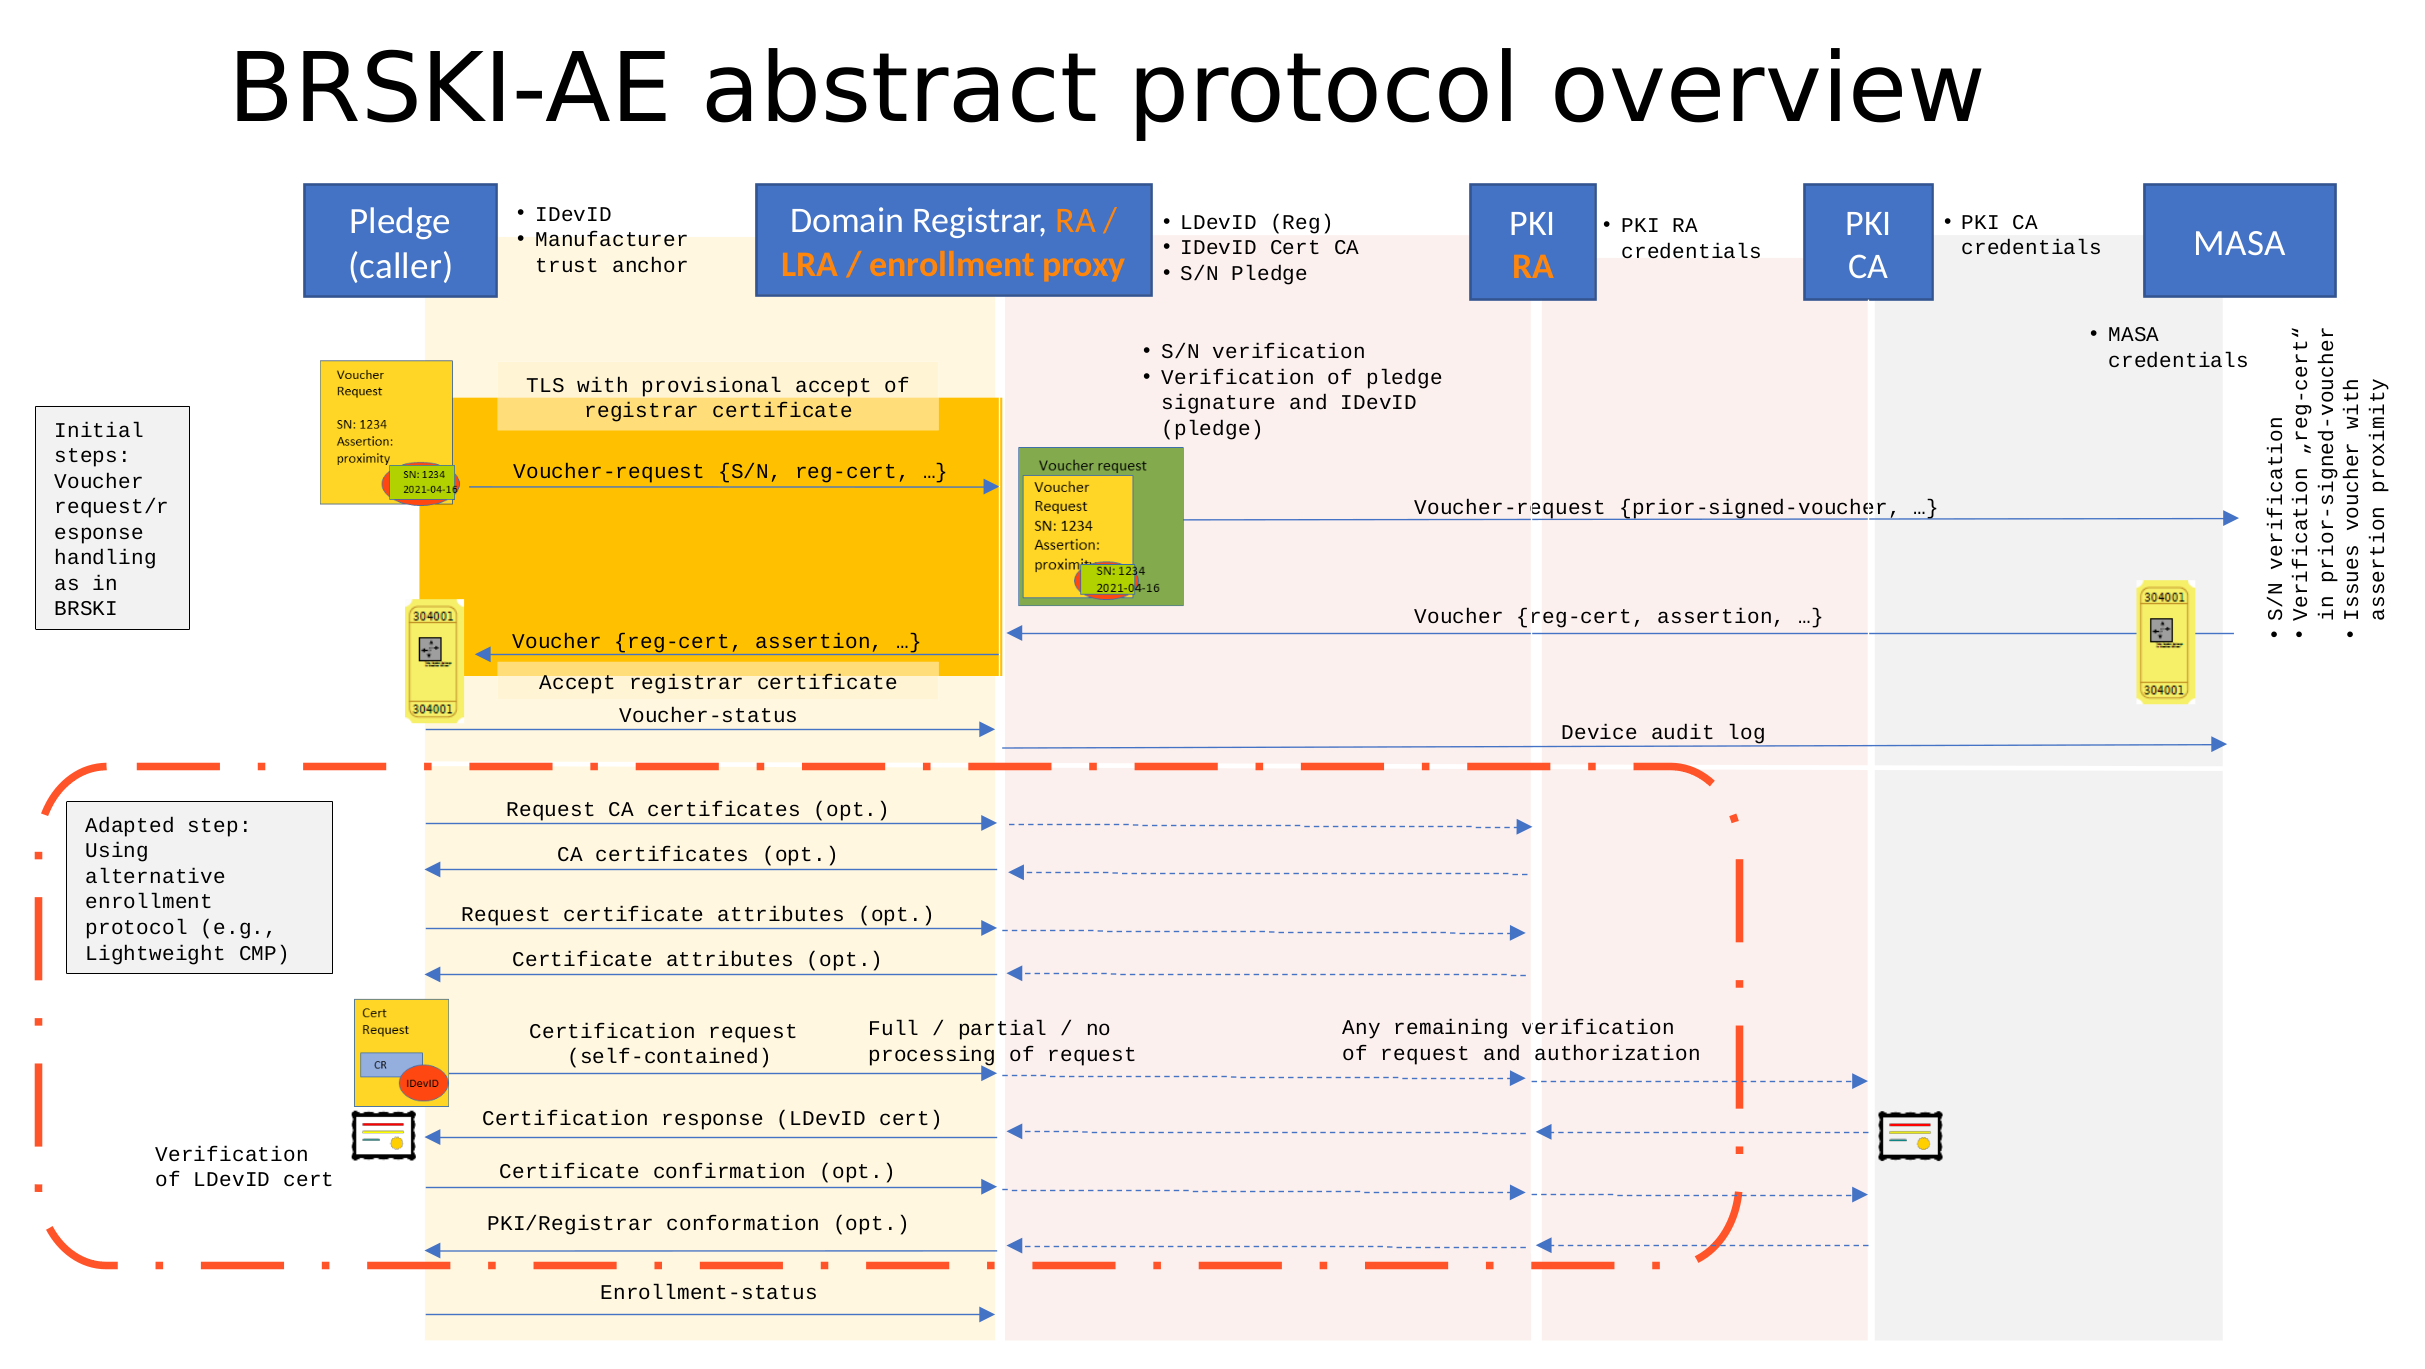 BRSKI-AE abstract protocol overview
Pledge
(caller)
• IDevID
• Manufacturer
trust anchor
Domain Registrar, RA /
LRA / enrollment proxy
• LDevID (Reg)
• IDevID Cert CA
• S/N Pledge
PKI
RA
• PKI RA
credentials
PKI
CA
• PKI CA
credentials
MASA
• MASA
credentials
• S/N verification
• Verification „reg-cert“
in prior-signed-voucher
• Issues voucher with
assertion proximity
Initial
steps:
Voucher
request/r
esponse
handling
as in
BRSKI
Voucher
Request
SN: 1234
Assertion:
proximity
SN: 1234
2021-04-16
TLS with provisional accept of
registrar certificate
• S/N verification
• Verification of pledge
signature and IDevID
(pledge)
Voucher-request {S/N, reg-cert, …}
Voucher request
Voucher
Request
SN: 1234
Assertion:
SN: 1234
2021-04-16
Voucher-request {prior-signed-voucher, …}
Voucher {reg-cert, assertion, …}
304001
304001
304001
304001
Voucher {reg-cert, assertion, …}
Accept registrar certificate
Voucher-status
Device audit log
Adapted step:
Using
alternative
enrollment
protocol (e.g.,
Lightweight CMP)
Request CA certificates (opt.)
CA certificates (opt.)
Request certificate attributes (opt.)
Certificate attributes (opt.)
Cert
Request
CR
IDevID
Certification request
(self-contained)
Full / partial / no
processing of request
Any remaining verification
of request and authorization
Certification response (LDevID cert)
Verification
of LDevID cert
Certificate confirmation (opt.)
PKI/Registrar conformation (opt.)
Enrollment-status